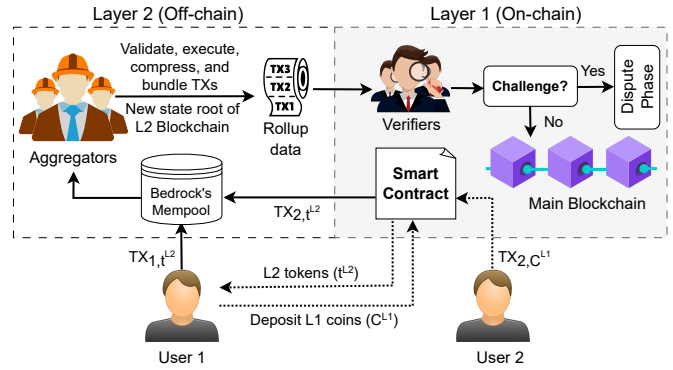 Layer 2 (Off-chain)
Layer 1 (On-chain)
Validate, execute,
compress, and
bundle TXs
New state root of
L2 Blockchain
Aggregators
TX3
TX2
TX1
Rollup
data
Verifiers
Challenge?
Yes
No
Dispute
Phase
Main Blockchain
Bedrock's
Mempool
Smart
Contract
TX2,tL2
TX1,tL2
TX2,CL1
L2 tokens (tL2)
Deposit L1 coins (CL1)
User 1
User 2